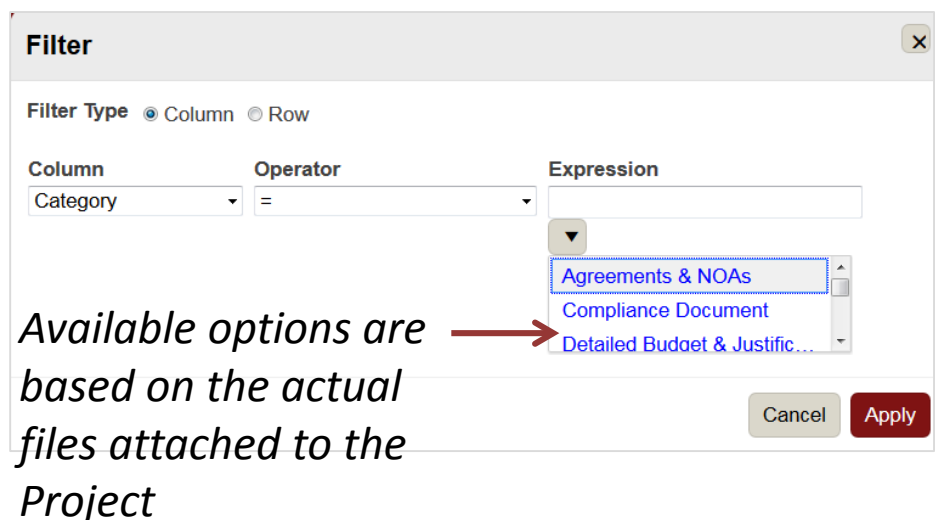 Filter
x
Filter Type Column Row
Column Operator Expression
Category =
Agreements & NOAs
Compliance Document
Detailed Budget & Justific...
Available options are
based on the actual
files attached to the
Project
Cancel Apply